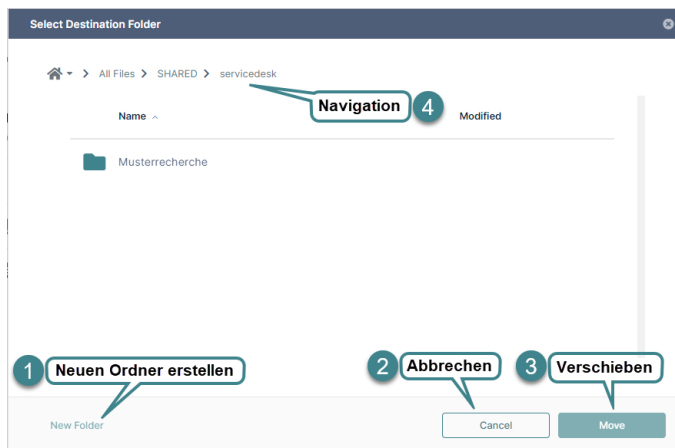 Select Destination Folder
All Files > SHARED > servicedesk
Navigation 4
Name Modified
Musterrecherche
1 Neuen Ordner erstellen
2 Abbrechen
3 Verschieben
New Folder Cancel Move